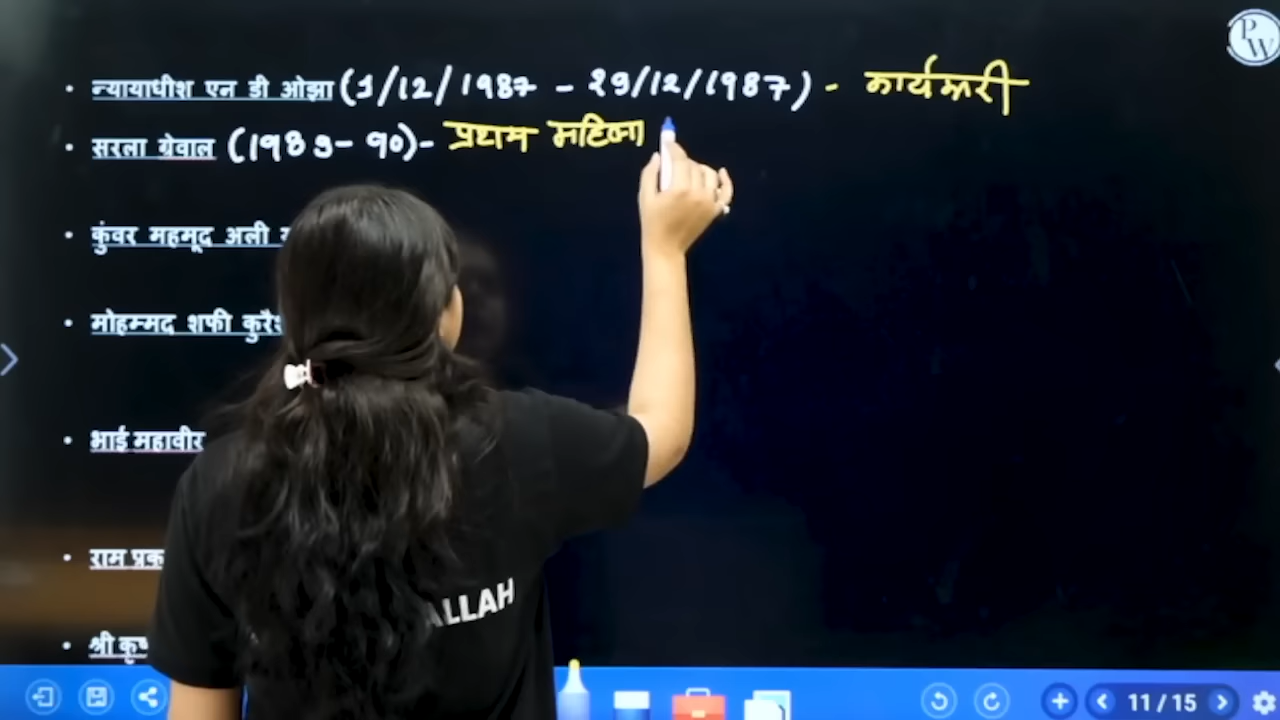 PW
• न्यायाधीश एन डी ओझा (1/12/1987 - 29/12/1987) - कार्यकारी
• सरला ग्रेवाल (1989- 90)- प्रथम महिला
• कुंवर महमूद अली
• मोहम्मद शफी
• भाई महावीर
• राम
• श्री
ALLAH
11 / 15